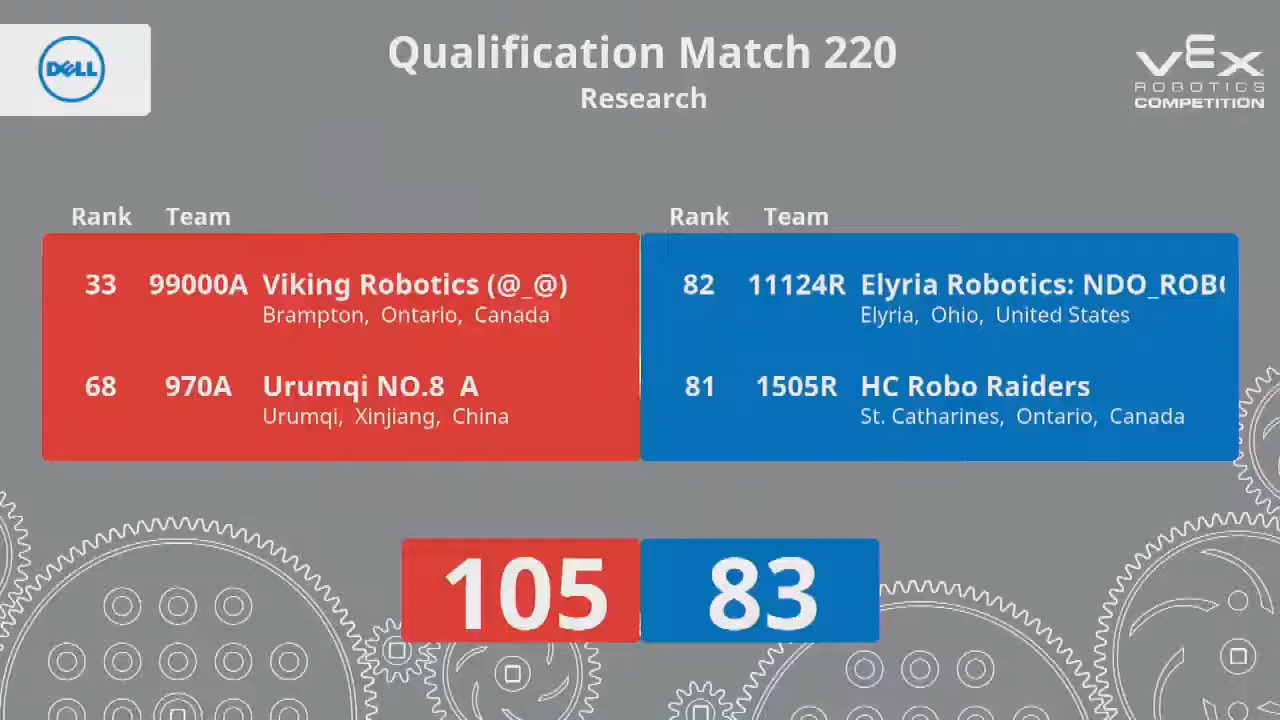 DELL
Qualification Match 220
Research
VEX
ROBOTICS
COMPETITION
Rank Team
33 99000A Viking Robotics (@_@)
Brampton, Ontario, Canada
68 970A Urumqi NO.8 A
Urumqi, Xinjiang, China
Rank Team
82 11124R Elyria Robotics: NDO_ROB
Elyria, Ohio, United States
81 1505R HC Robo Raiders
St. Catharines, Ontario, Canada
105 83